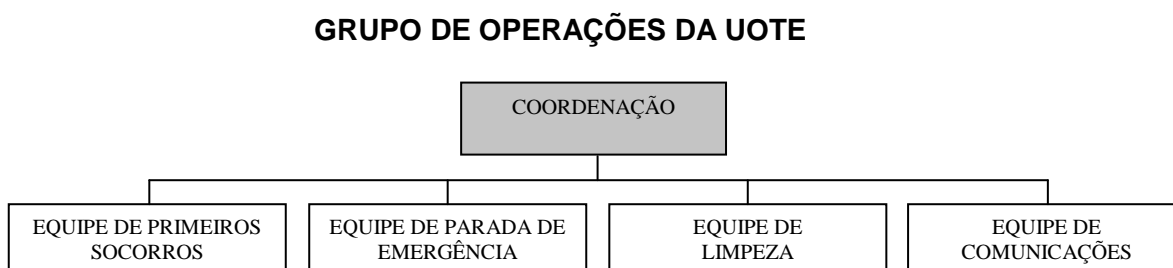 GRUPO DE OPERAÇÕES DA UOTE
COORDENAÇÃO
EQUIPE DE PRIMEIROS
SOCORROS
EQUIPE DE PARADA DE
EMERGÊNCIA
EQUIPE DE
LIMPEZA
EQUIPE DE
COMUNICAÇÕES